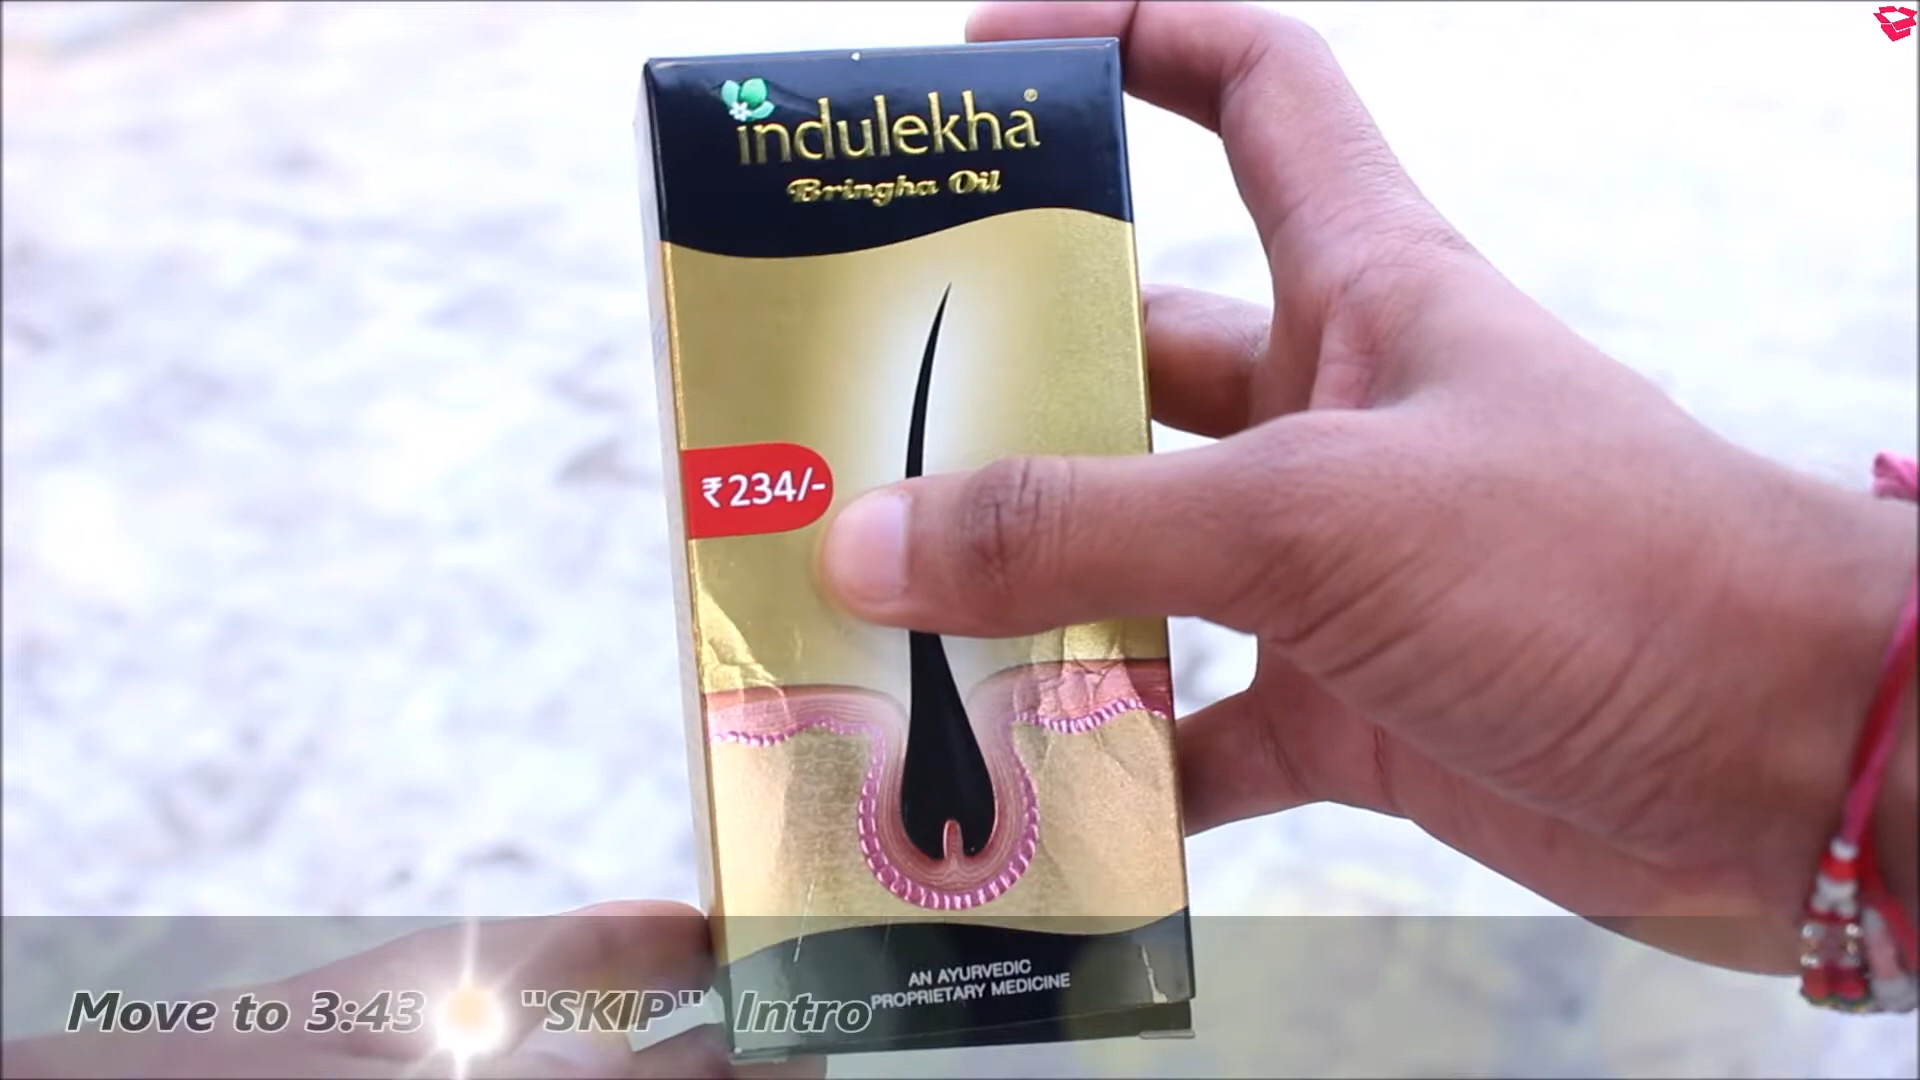 indulekha®
Bringha Oil
₹234/-
AN AYURVEDIC
PROPRIETARY MEDICINE
Move to 3:43 "SKIP" Intro